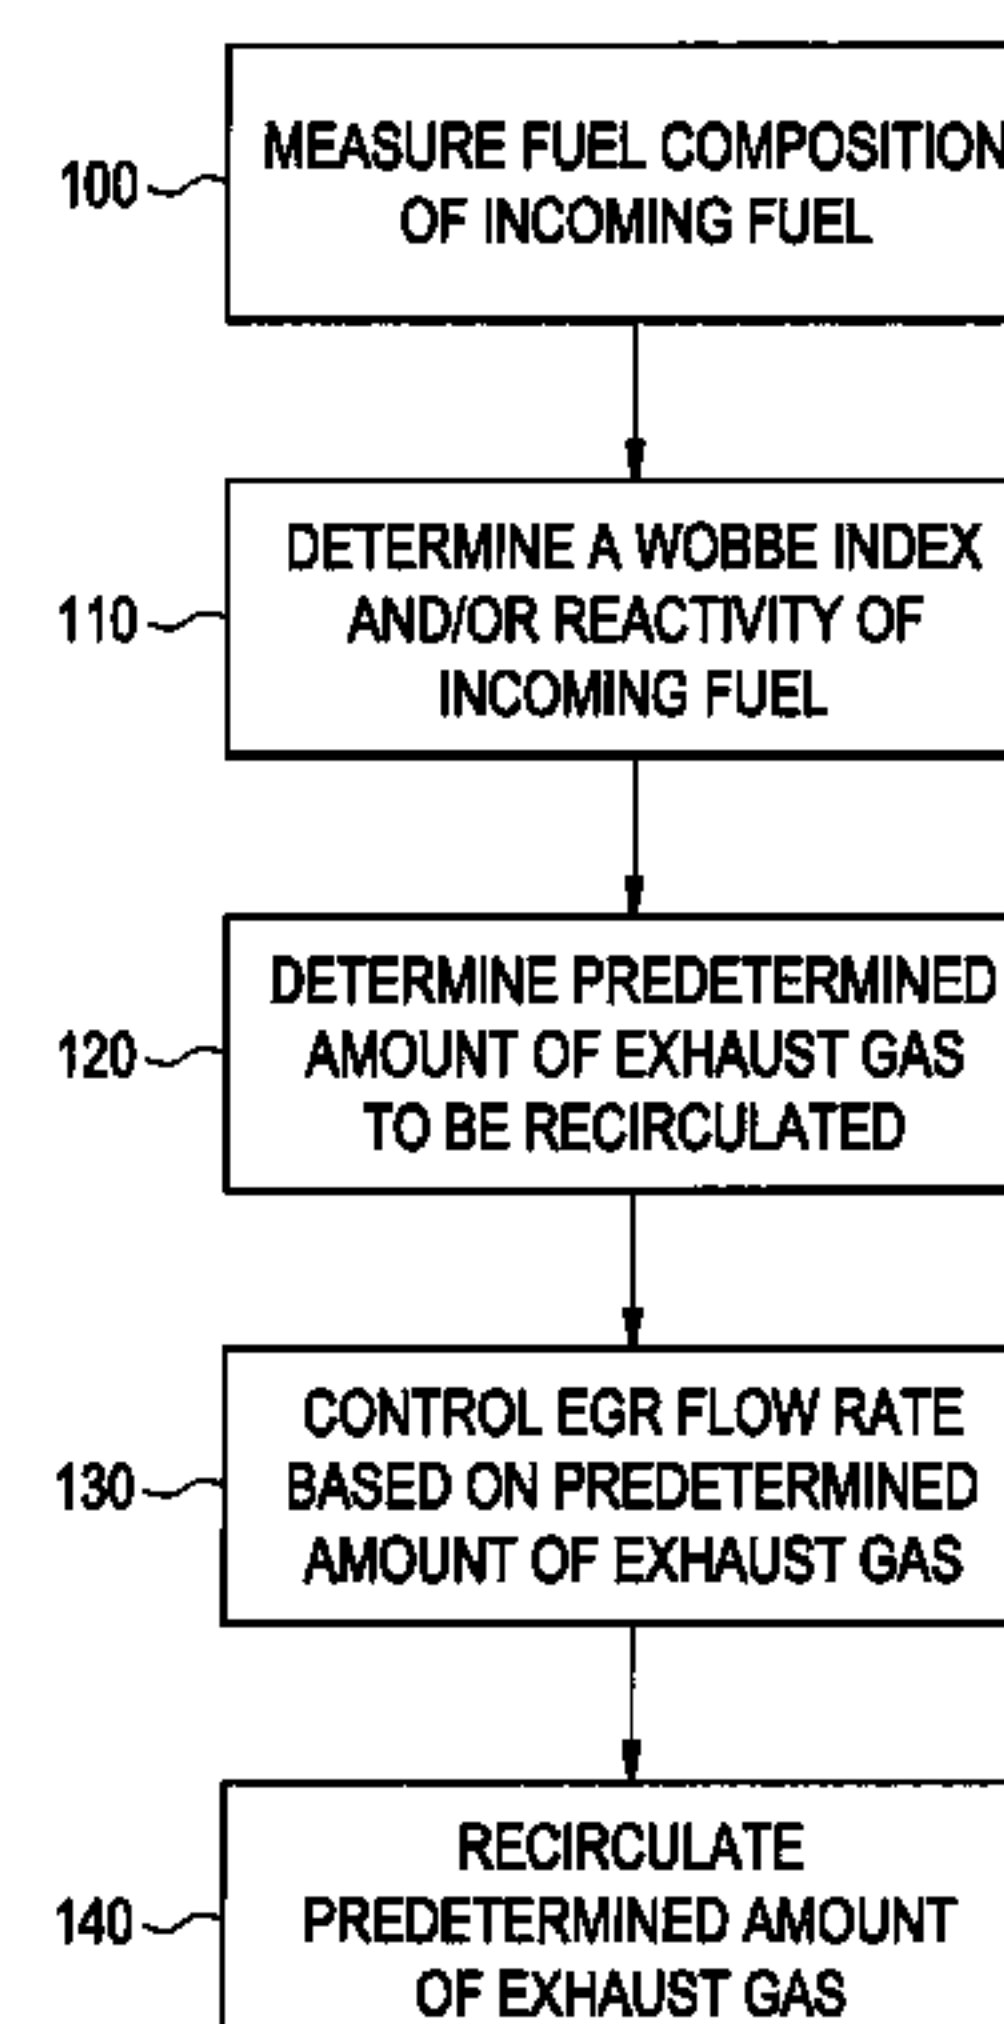 100
MEASURE FUEL COMPOSITION
OF INCOMING FUEL
110
DETERMINE A WOBBE INDEX
AND/OR REACTIVITY OF
INCOMING FUEL
120
DETERMINE PREDETERMINED
AMOUNT OF EXHAUST GAS
TO BE RECIRCULATED
130
CONTROL EGR FLOW RATE
BASED ON PREDETERMINED
AMOUNT OF EXHAUST GAS
140
RECIRCULATE
PREDETERMINED AMOUNT
OF EXHAUST GAS